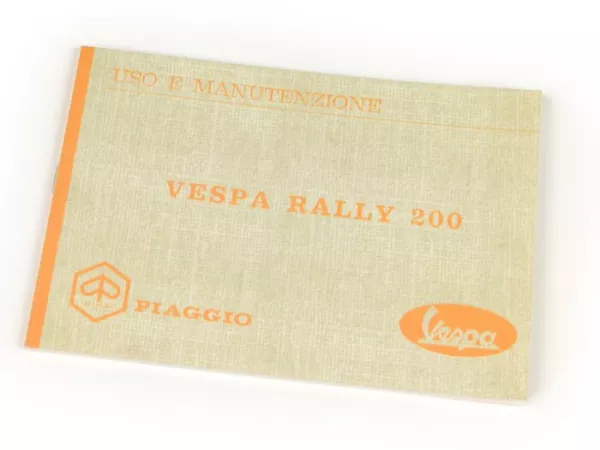 USO E MANUTENZIONE
VESPA RALLY 200
PIAGGIO
Vespa